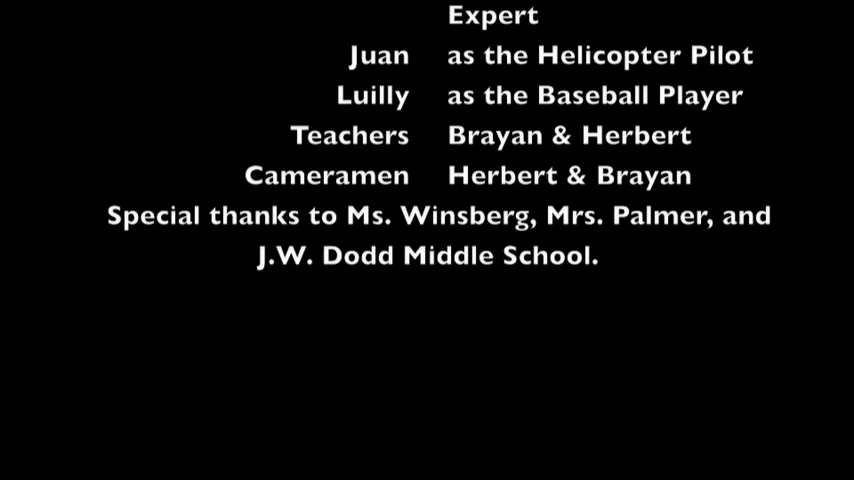 Expert
Juan as the Helicopter Pilot
Luilly as the Baseball Player
Teachers Brayan & Herbert
Cameramen Herbert & Brayan
Special thanks to Ms. Winsberg, Mrs. Palmer, and
J.W. Dodd Middle School.